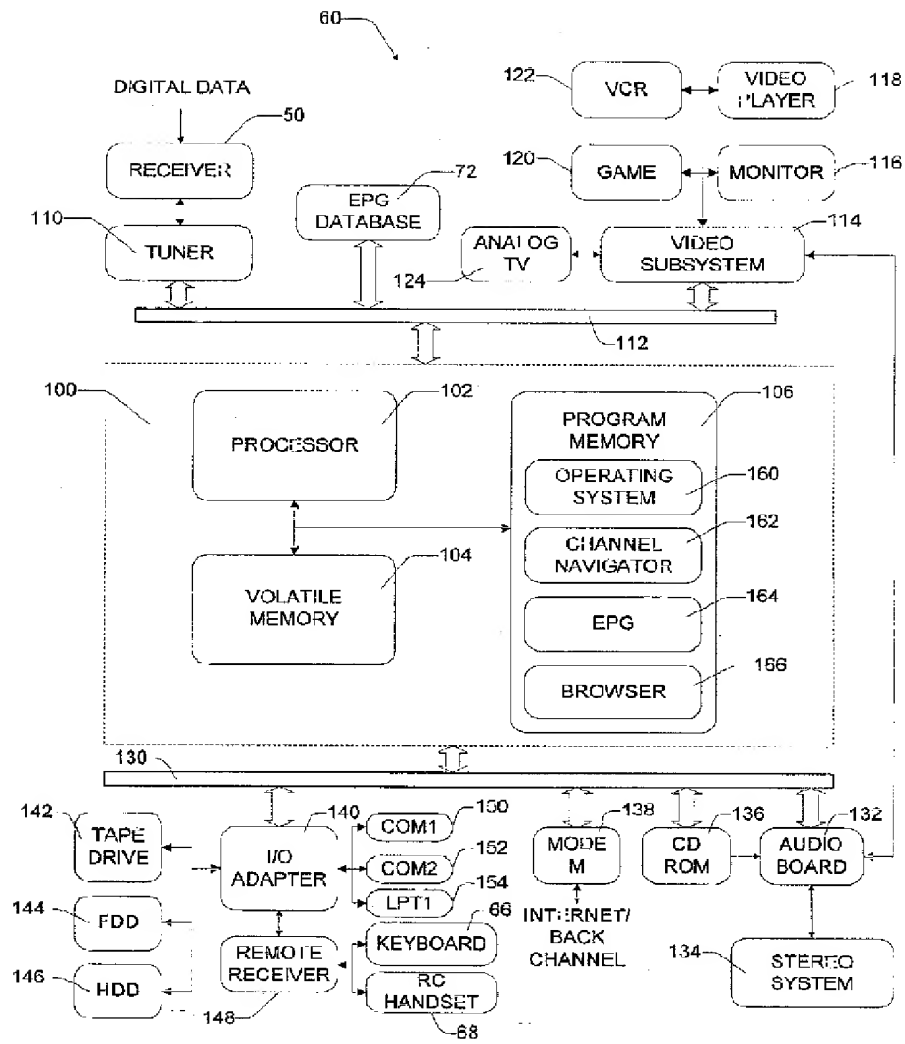 60
DIGITAL DATA
50
RECEIVER
110
TUNER
72
EPG
DATABASE
122
VCR
VIDEO
PLAYER
118
120
GAME
MONITOR
116
114
ANALOG
TV
124
VIDEO
SUBSYSTEM
112
100
102
PROCESSOR
104
VOLATILE
MEMORY
106
PROGRAM
MEMORY
OPERATING
SYSTEM
160
162
CHANNEL
NAVIGATOR
164
EPG
166
BROWSER
130
142
TAPE
DRIVE
144
FDD
146
HDD
140
I/O
ADAPTER
REMOTE
RECEIVER
148
COM1
150
COM2
152
LPT1
154
66
KEYBOARD
RC
HANDSET
68
138
MODE
M
INTERNET/
BACK
CHANNEL
136
CD
ROM
132
AUDIO
BOARD
134
STEREO
SYSTEM